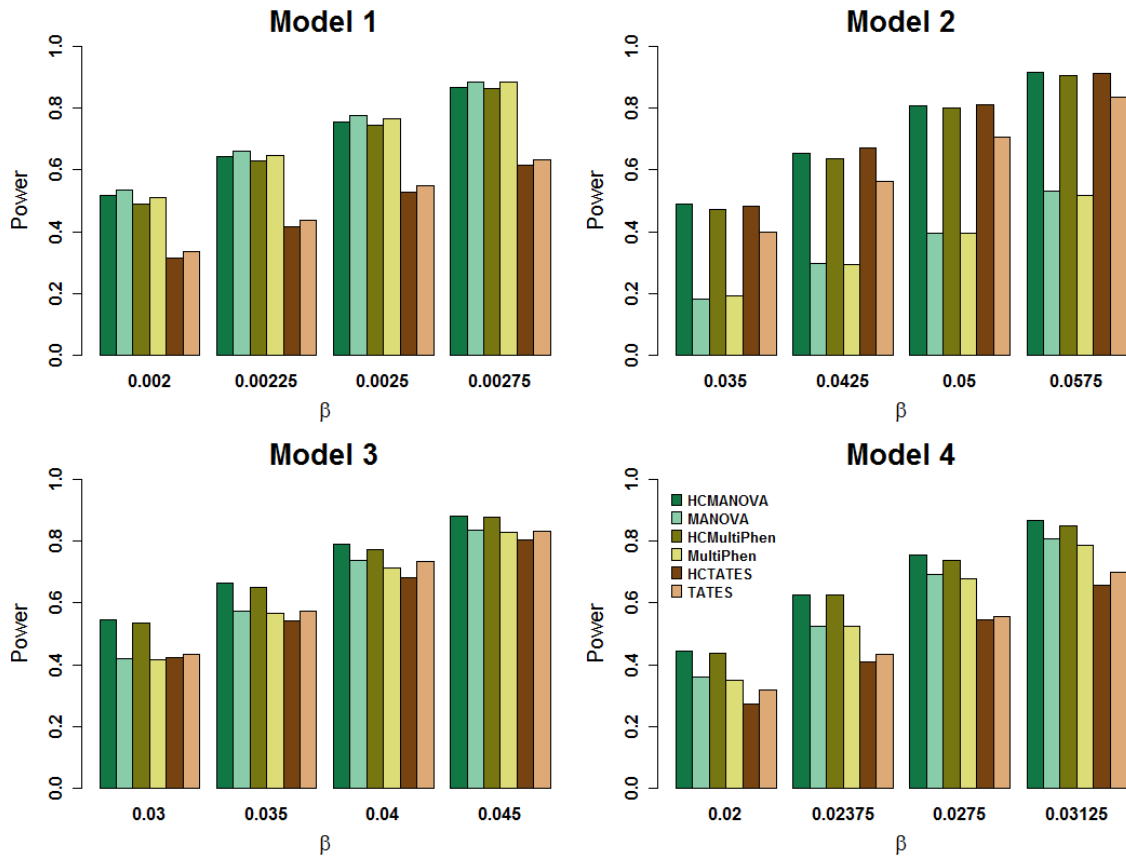 Model 1
Power
0.0 0.2 0.4 0.6 0.8 1.0
0.002 0.00225 0.0025 0.00275
β
Model 2
Power
0.0 0.2 0.4 0.6 0.8 1.0
0.035 0.0425 0.05 0.0575
β
Model 3
Power
0.0 0.2 0.4 0.6 0.8 1.0
0.03 0.035 0.04 0.045
β
Model 4
Power
0.0 0.2 0.4 0.6 0.8 1.0
HCMANOVA
MANOVA
HCMultiPhen
MultiPhen
HCTATES
TATES
0.02 0.02375 0.0275 0.03125
β